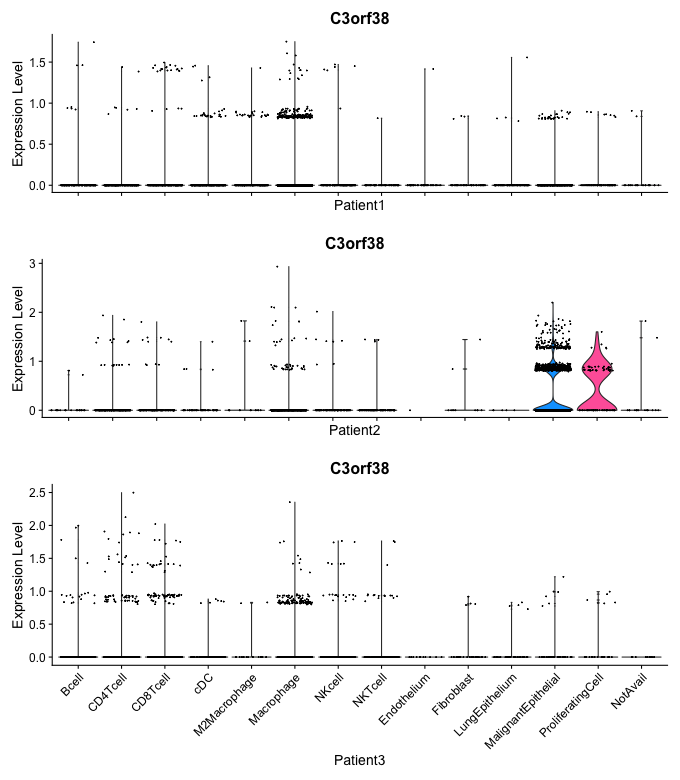 C3orf38
Expression Level
1.5
1.0
0.5
0.0
Patient1
C3orf38
Expression Level
3
2
1
0
Patient2
C3orf38
Expression Level
2.5
2.0
1.5
1.0
0.5
0.0
Bcell
CD4Tcell
CD8Tcell
cDC
M2Macrophage
Macrophage
NKcell
NKTcell
Endothelium
Fibroblast
LungEpithelium
MalignantEpithelial
ProliferatingCell
NotAvail
Patient3